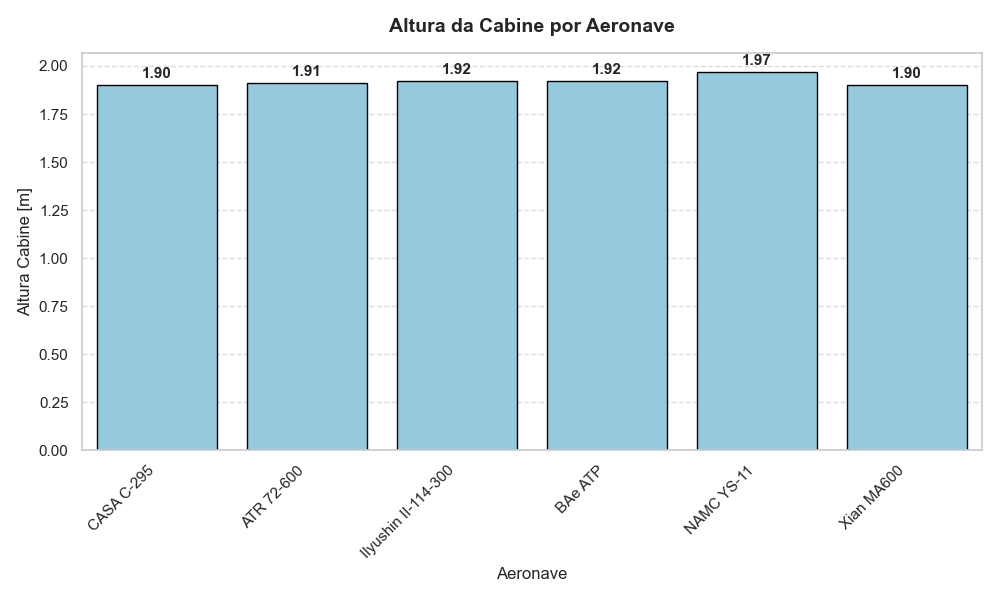 Altura da Cabine por Aeronave
Altura Cabine [m]
2.00
1.75
1.50
1.25
1.00
0.75
0.50
0.25
0.00
1.90
1.91
1.92
1.92
1.97
1.90
CASA C-295
ATR 72-600
Ilyushin Il-114-300
BAe ATP
NAMC YS-11
Xian MA600
Aeronave